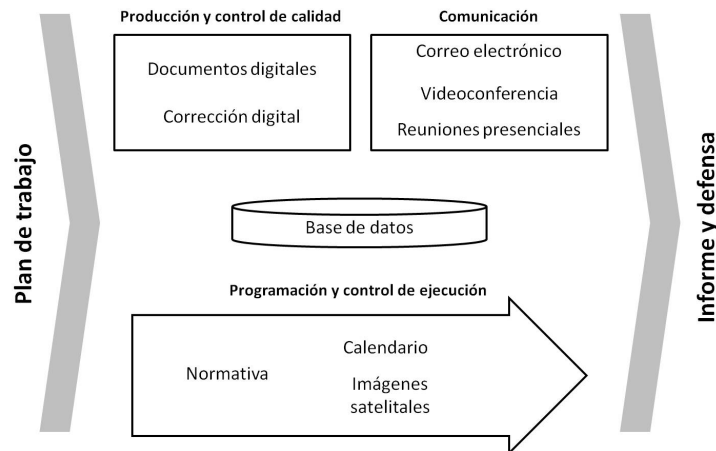 Plan de trabajo
Producción y control de calidad
Documentos digitales
Corrección digital
Comunicación
Correo electrónico
Videoconferencia
Reuniones presenciales
Base de datos
Programación y control de ejecución
Normativa
Calendario
Imágenes
satelitales
Informe y defensa